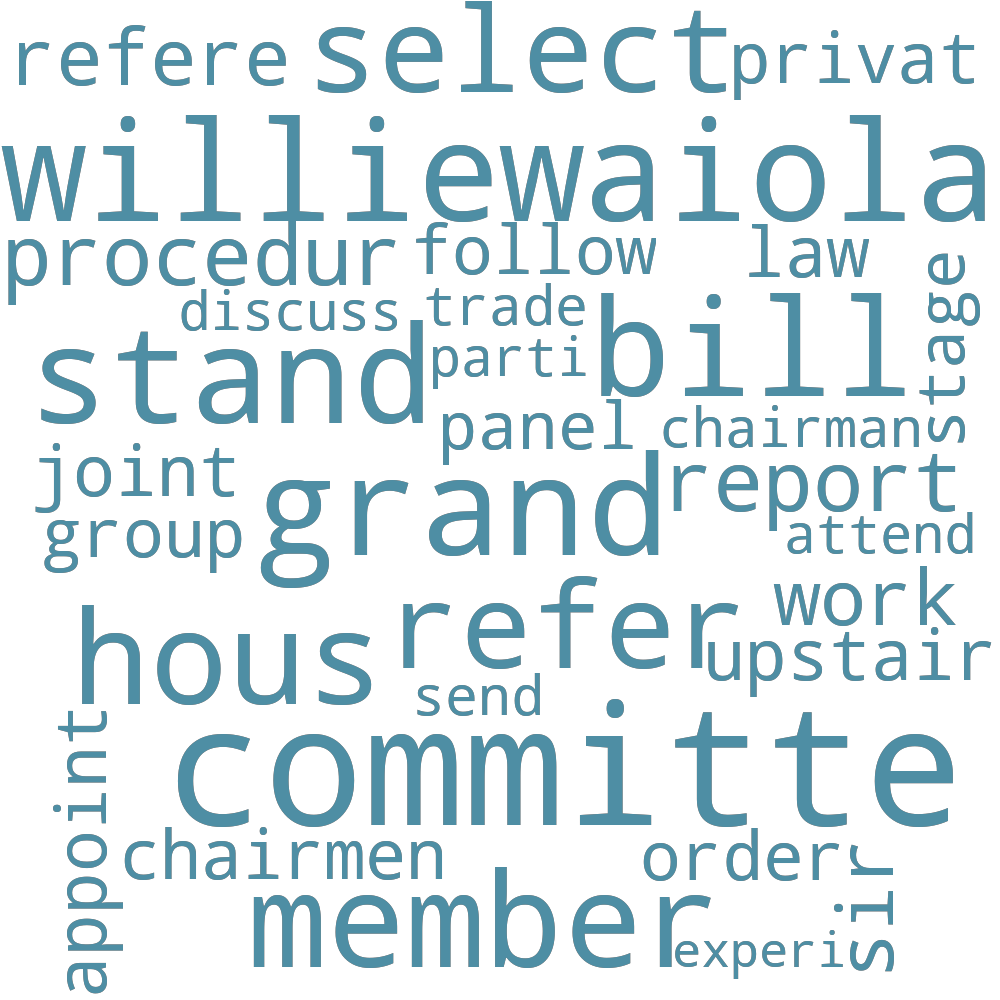 refere select privat
williewaiola
procedur follow law
stage
discuss trade
stand parti bill
panel chairman
joint grand report
group attend
hous refer work
upstair
send
appoint
committe
chairmen order
sir
member experi